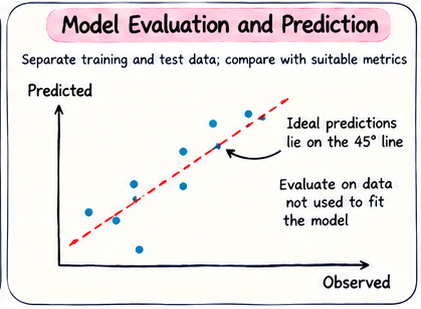 Model Evaluation and Prediction
Separate training and test data; compare with suitable metrics
Predicted
Ideal predictions
lie on the 45° line
Evaluate on data
not used to fit
the model
Observed